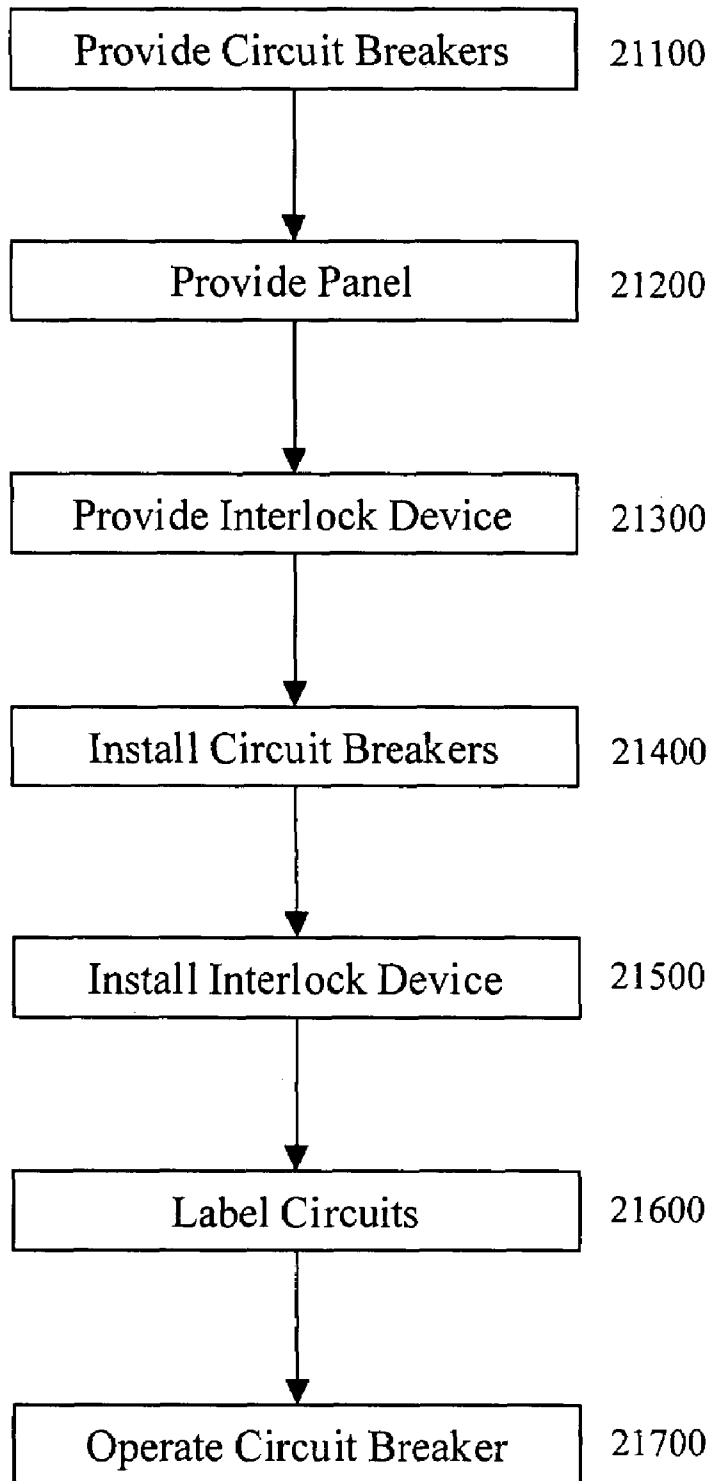 Provide Circuit Breakers 21100
Provide Panel 21200
Provide Interlock Device 21300
Install Circuit Breakers 21400
Install Interlock Device 21500
Label Circuits 21600
Operate Circuit Breaker 21700